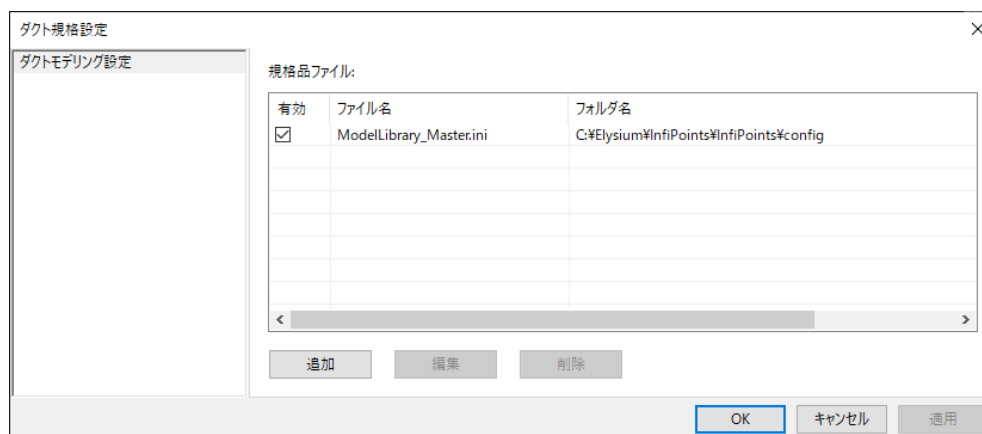 ダクト規格設定
ダクトモデリング設定
規格品ファイル:
有効 ファイル名 フォルダ名
ModelLibrary_Master.ini C:¥Elysium¥InfiPoints¥InfiPoints¥config
追加 編集 削除
OK キャンセル 適用